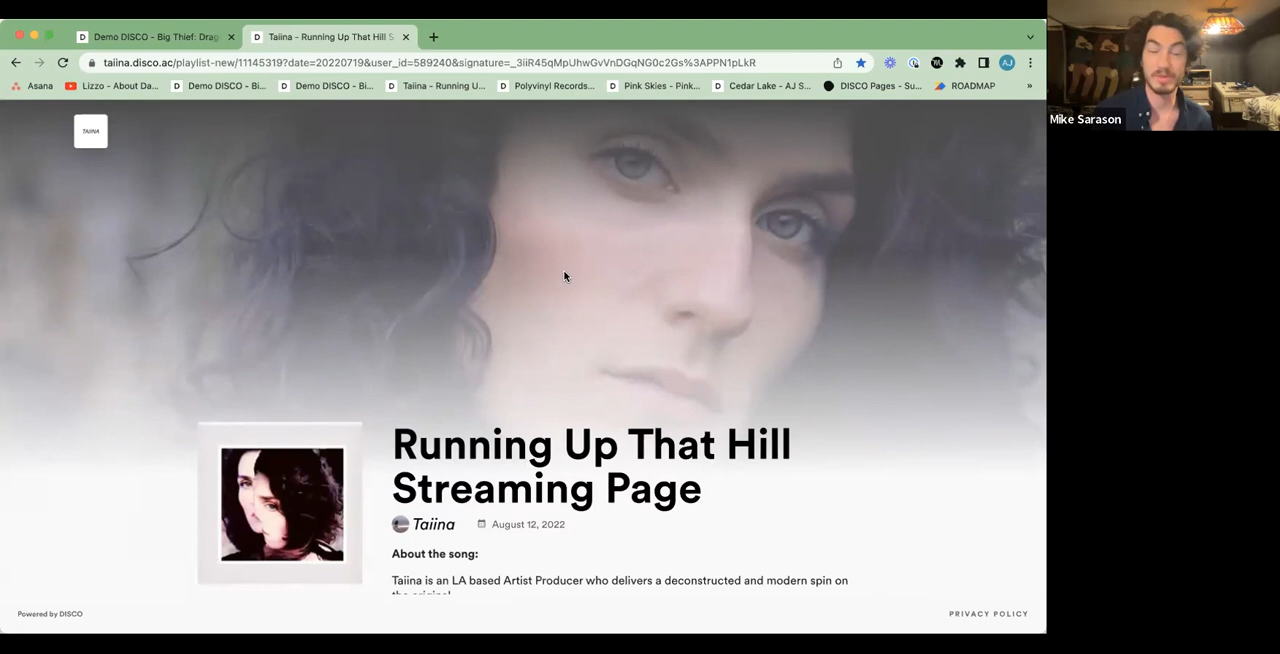 Demo DISCO - Big Thief: Drag
Taiina - Running Up That Hill S
taiina.disco.ac/playlist-new/11145319?date=20220719&user_id=589240&signature=_3iiR45qMpUhwGvVnDGqNG0c2Gs%3APPN1pLkR
AJ
Asana
Lizzo - About Da...
Demo DISCO - Bi...
Demo DISCO - Bi...
Taiina - Running U...
Polyvinyl Records...
Pink Skies - Pink...
Cedar Lake - AJ S...
DISCO Pages - Su...
ROADMAP
»
Mike Sarason
TAIINA
Running Up That Hill
Streaming Page
Taiina
August 12, 2022
About the song:
Taiina is an LA based Artist Producer who delivers a deconstructed and modern spin on
the original
Powered by DISCO
PRIVACY POLICY